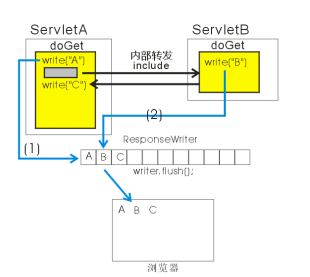 ServletA
ServletB
doGet
doGet
write("A")
内部转发
include
write("B")
write("C")
(2)
(1)
ResponseWriter
A B C
writer.flush();
A B C
浏览器